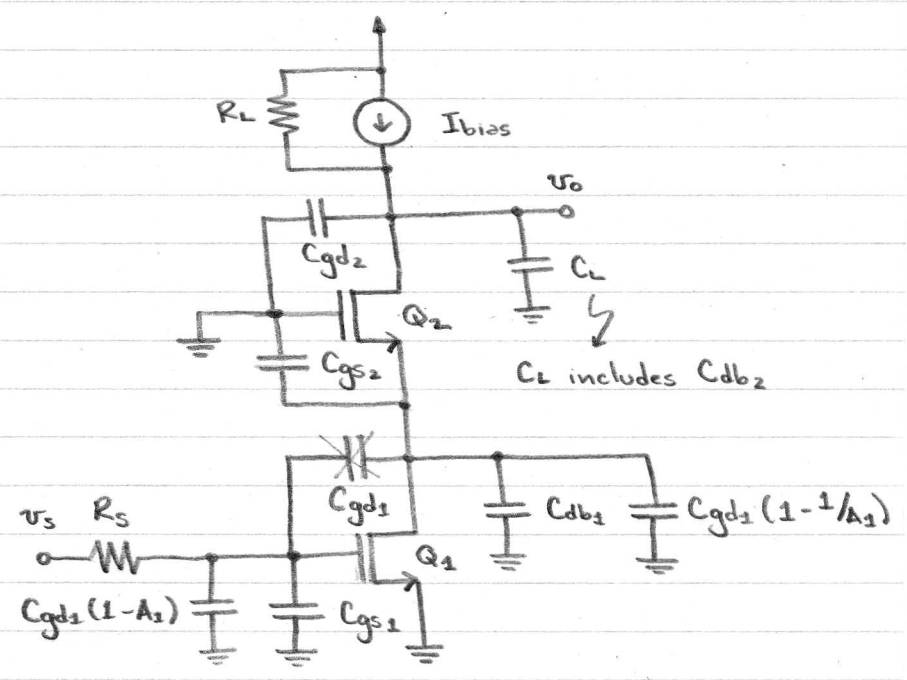 RL
Ibias
vo
Cgd2
CL
Q2
Cgs2
CL includes Cdb2
Cgd1
vs Rs
Cdb1
Cgd1 (1-1/A1)
Q1
Cgd1 (1-A1)
Cgs1